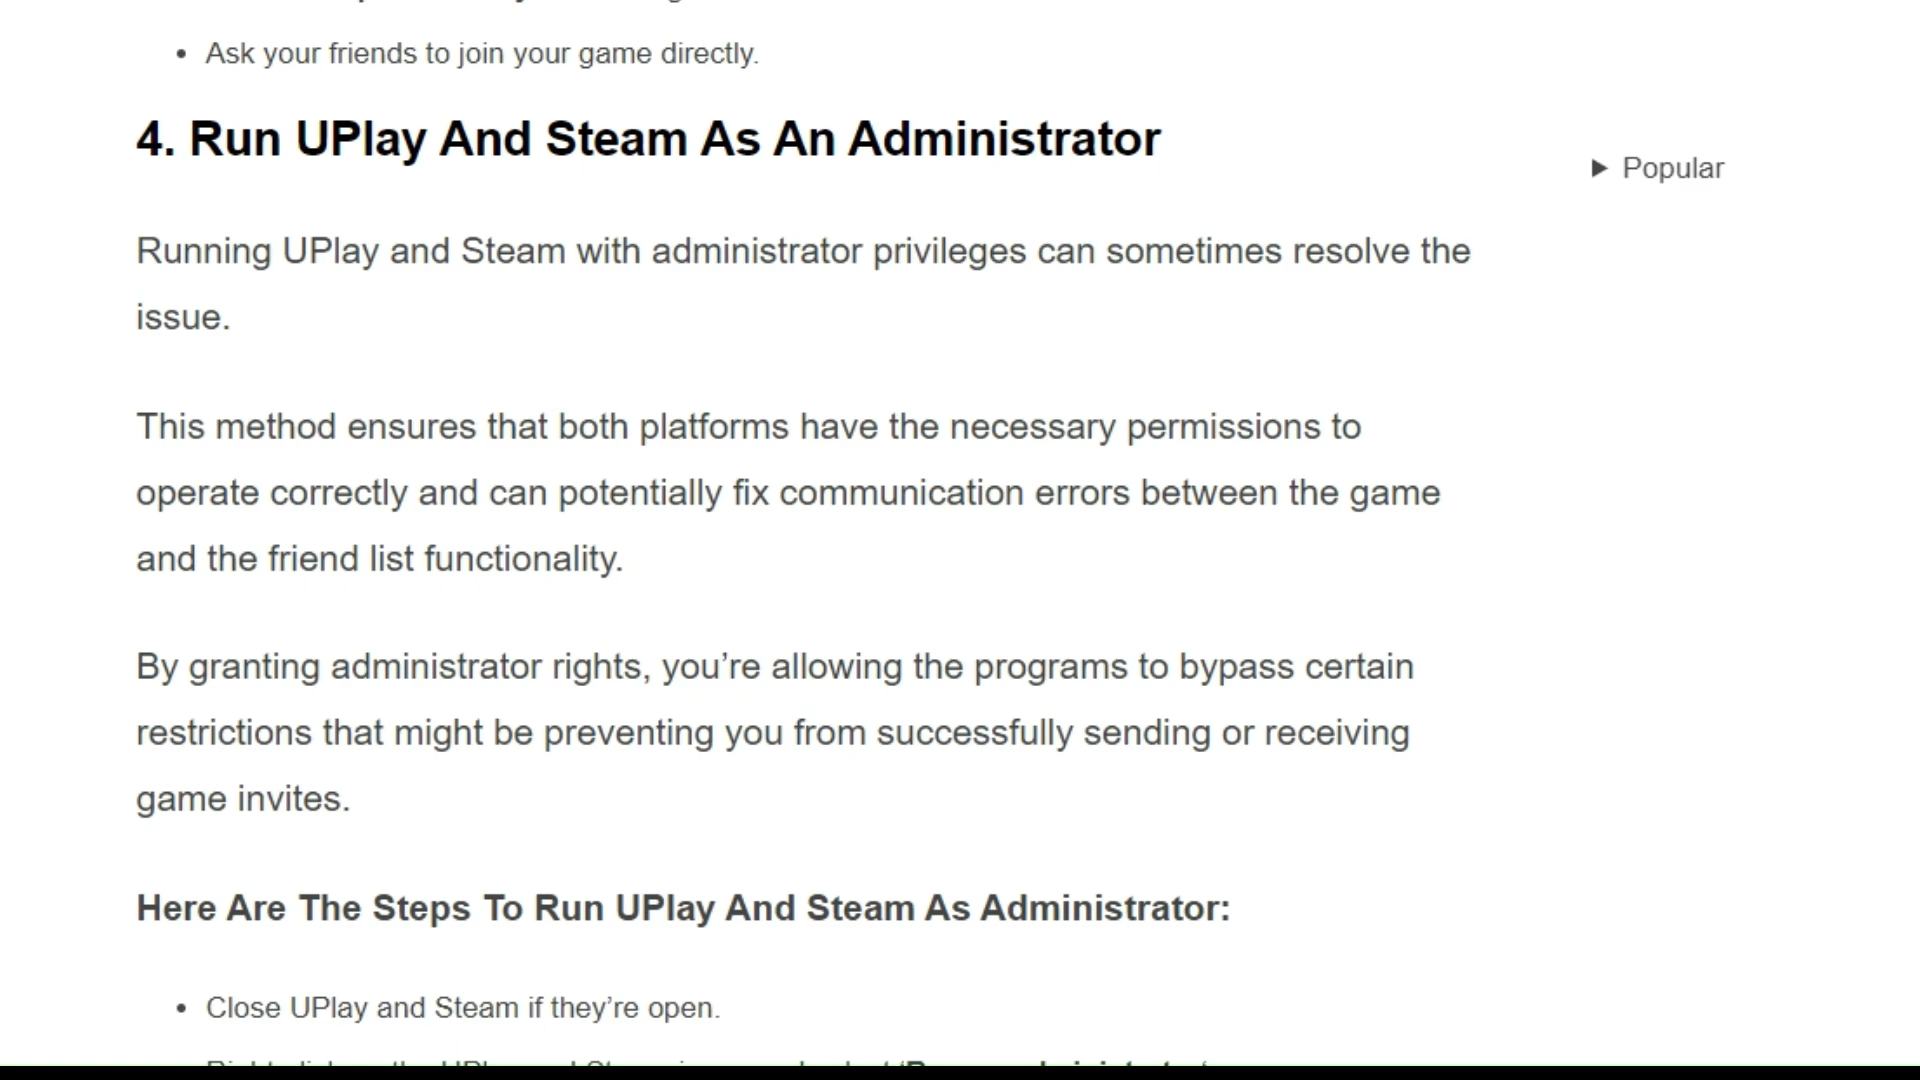 • Ask your friends to join your game directly.
4. Run UPlay And Steam As An Administrator
▶ Popular
Running UPlay and Steam with administrator privileges can sometimes resolve the
issue.
This method ensures that both platforms have the necessary permissions to
operate correctly and can potentially fix communication errors between the game
and the friend list functionality.
By granting administrator rights, you’re allowing the programs to bypass certain
restrictions that might be preventing you from successfully sending or receiving
game invites.
Here Are The Steps To Run UPlay And Steam As Administrator:
• Close UPlay and Steam if they’re open.